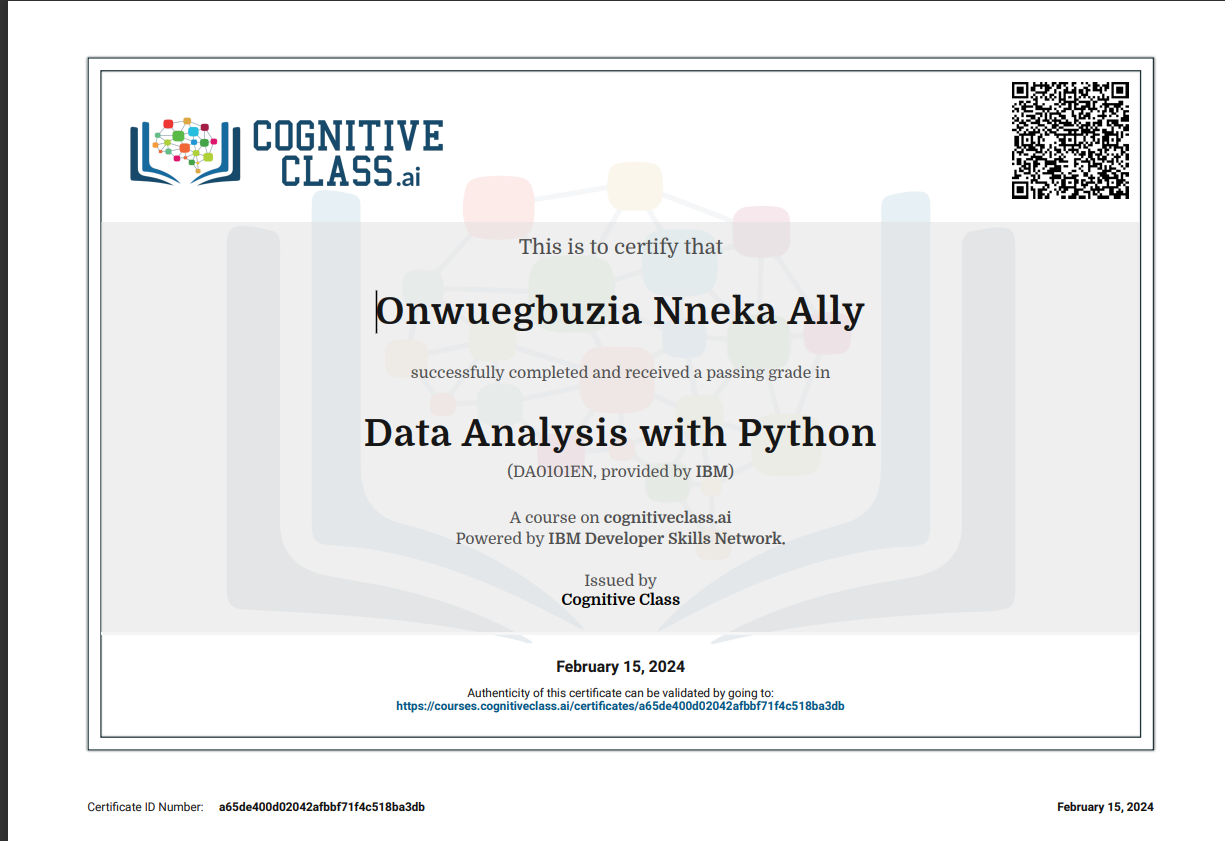 COGNITIVE
CLASS.ai
This is to certify that
Onwuegbuzia Nneka Ally
successfully completed and received a passing grade in
Data Analysis with Python
(DA0101EN, provided by IBM)
A course on cognitiveclass.ai
Powered by IBM Developer Skills Network.
Issued by
Cognitive Class
February 15, 2024
Authenticity of this certificate can be validated by going to:
https://courses.cognitiveclass.ai/certificates/a65de400d02042afbbf71f4c518ba3db
Certificate ID Number: a65de400d02042afbbf71f4c518ba3db
February 15, 2024